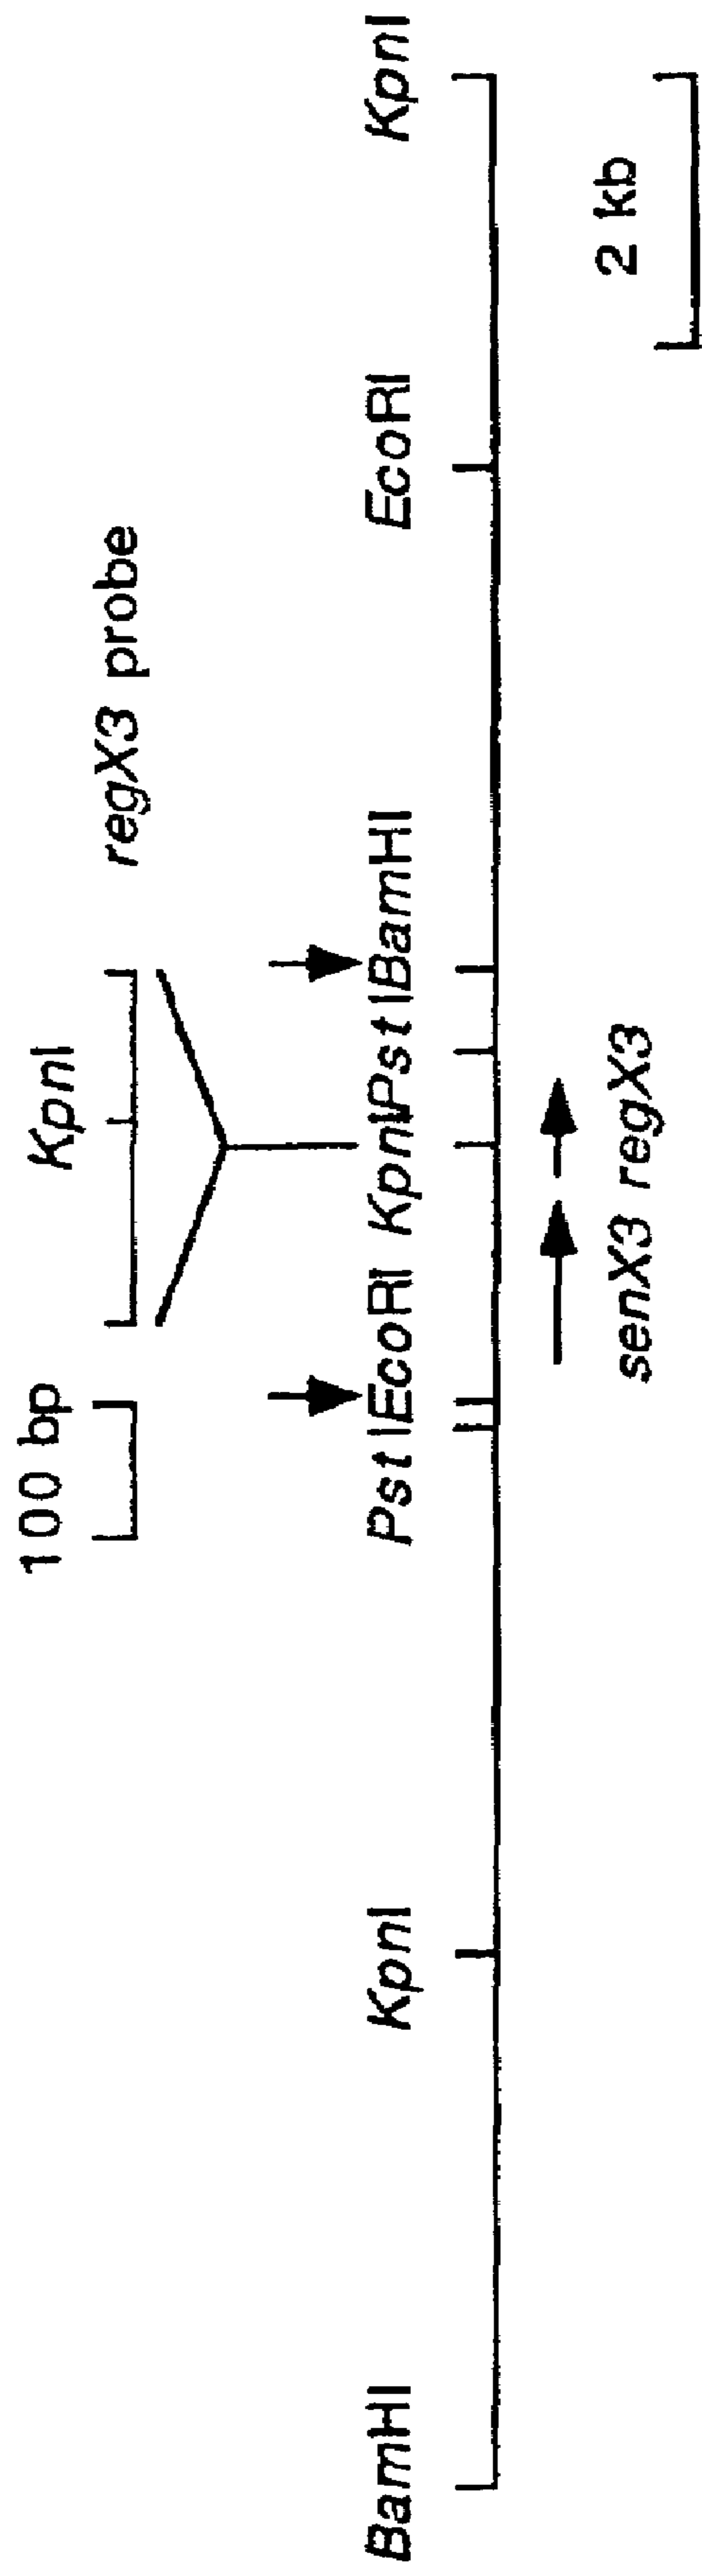 100 bp
KpnI
regX3 probe
BamHI
KpnI
PstI
EcoRI
KpnI
PstI
BamHI
EcoRI
KpnI
senX3 regX3
2 kb